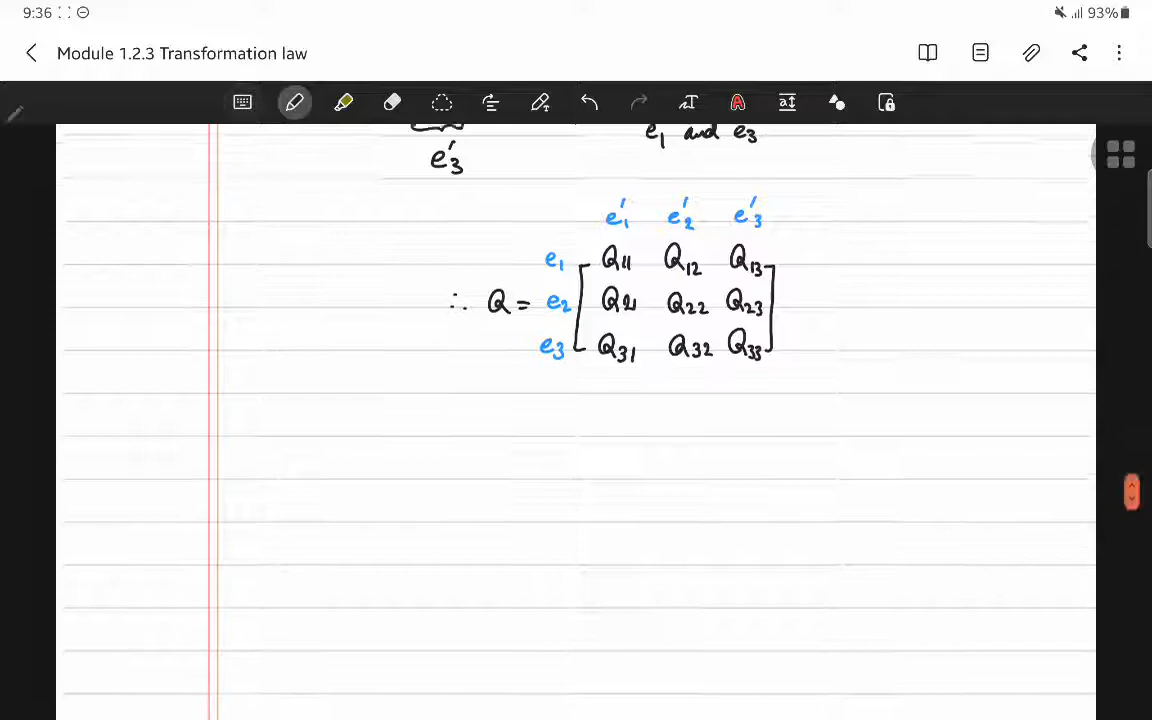 9:36 93%
Module 1.2.3 Transformation law
e₁ and e₃
e′₃
e′₁ e′₂ e′₃
e₁ Q₁₁ Q₁₂ Q₁₃
∴ Q = e₂ Q₂₁ Q₂₂ Q₂₃
e₃ Q₃₁ Q₃₂ Q₃₃